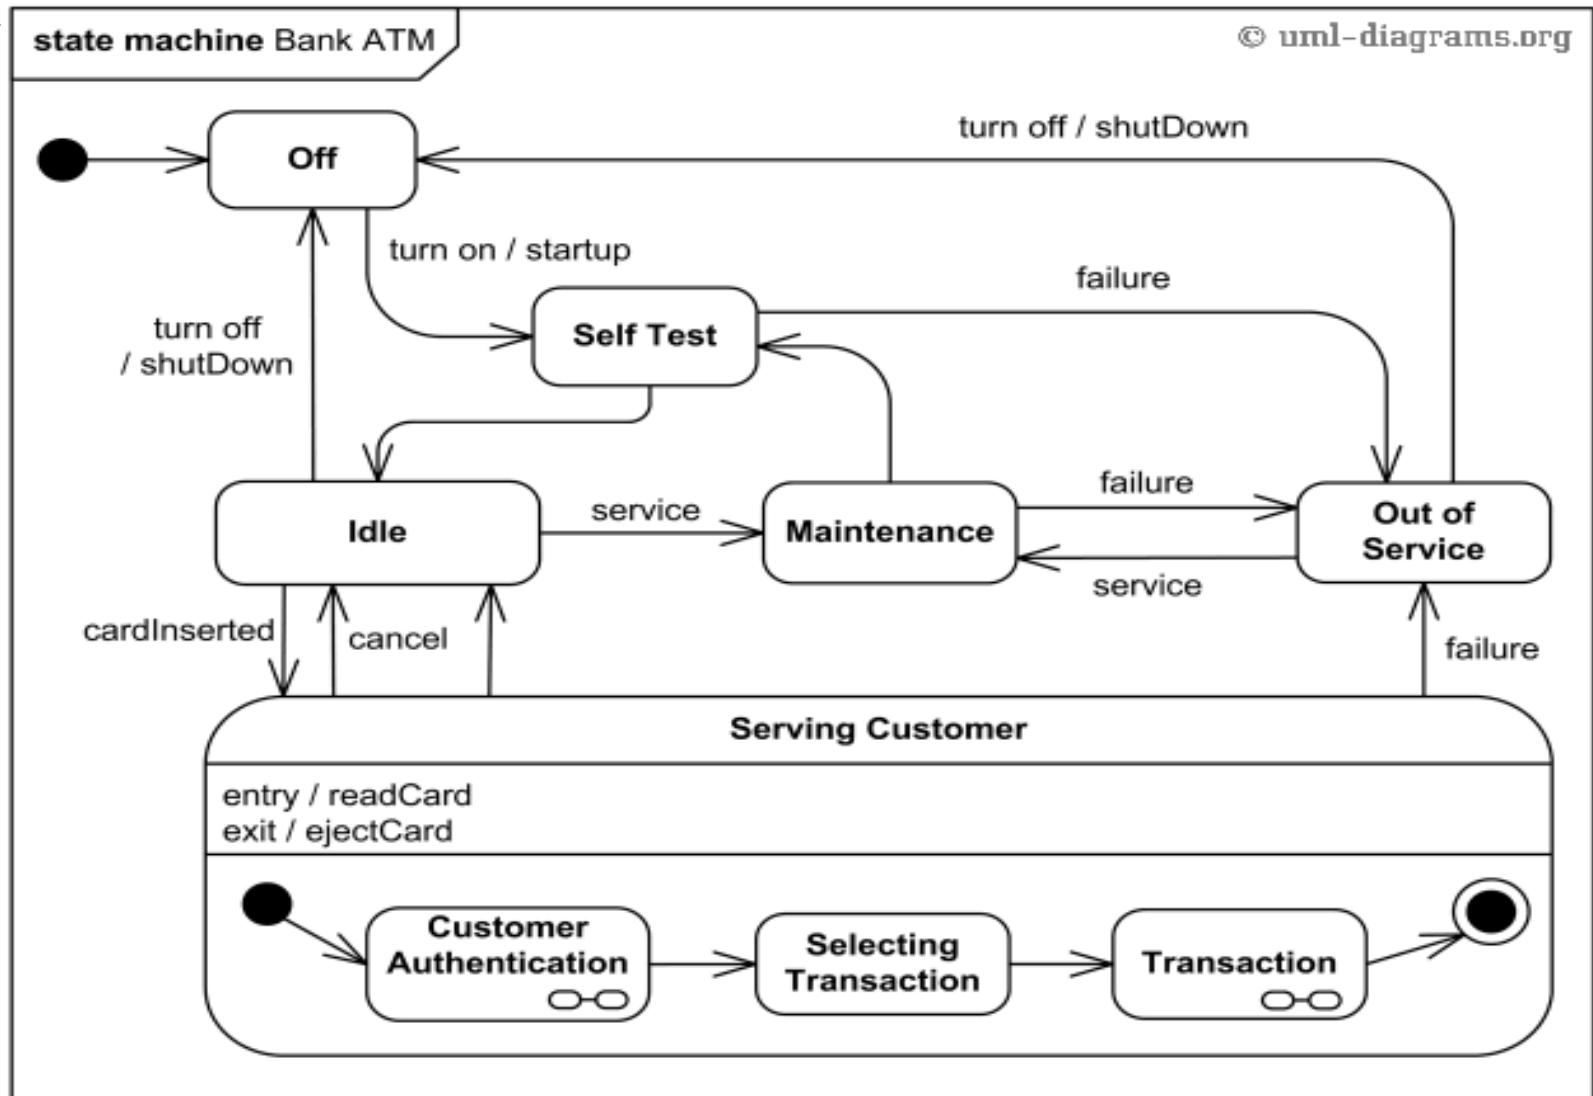 state machine Bank ATM
© uml-diagrams.org
turn off / shutDown
Off
turn on / startup
failure
turn off
/ shutDown
Self Test
Idle
service
Maintenance
failure
Out of
Service
service
cardInserted
cancel
failure
Serving Customer
entry / readCard
exit / ejectCard
Customer
Authentication
Selecting
Transaction
Transaction